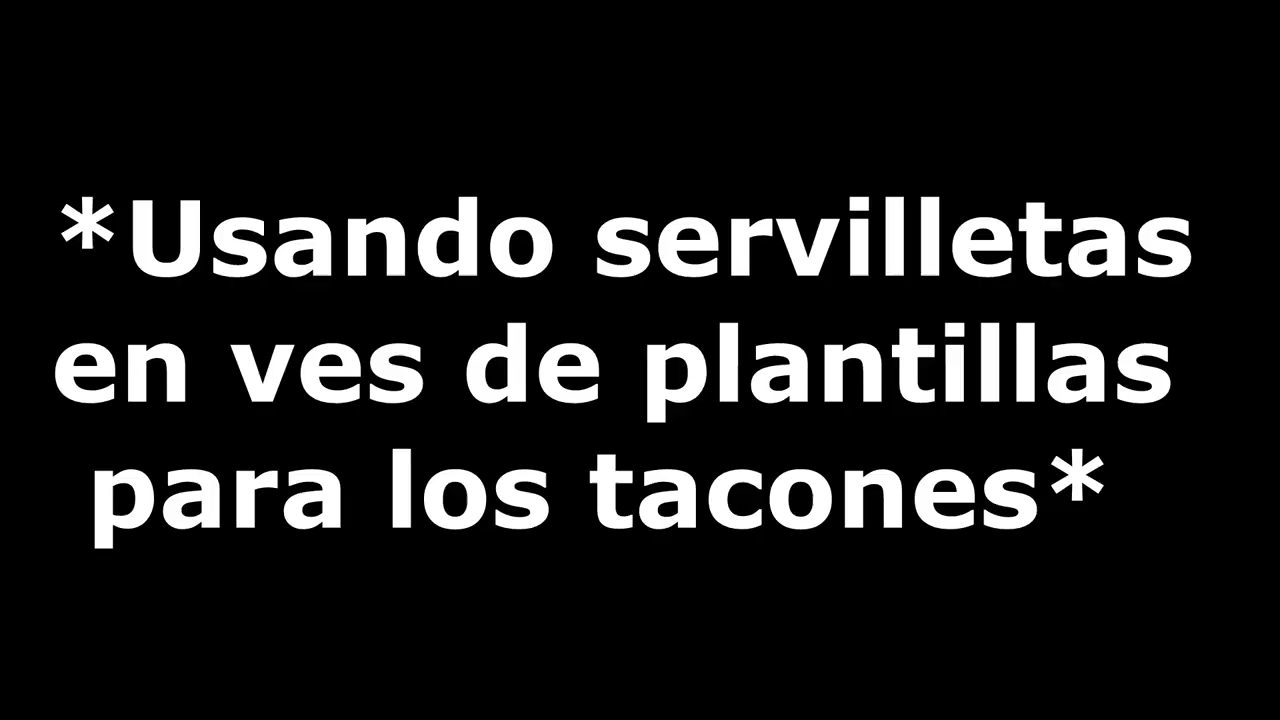 *Usando servilletas
en ves de plantillas
para los tacones*